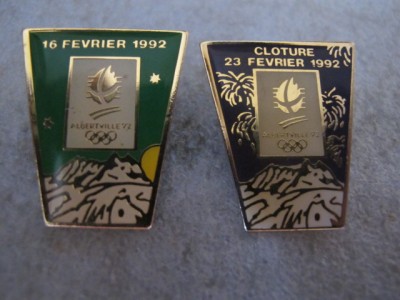 16 FEVRIER 1992
ALBERTVILLE 92
CLOTURE
23 FEVRIER 1992
ALBERTVILLE 92